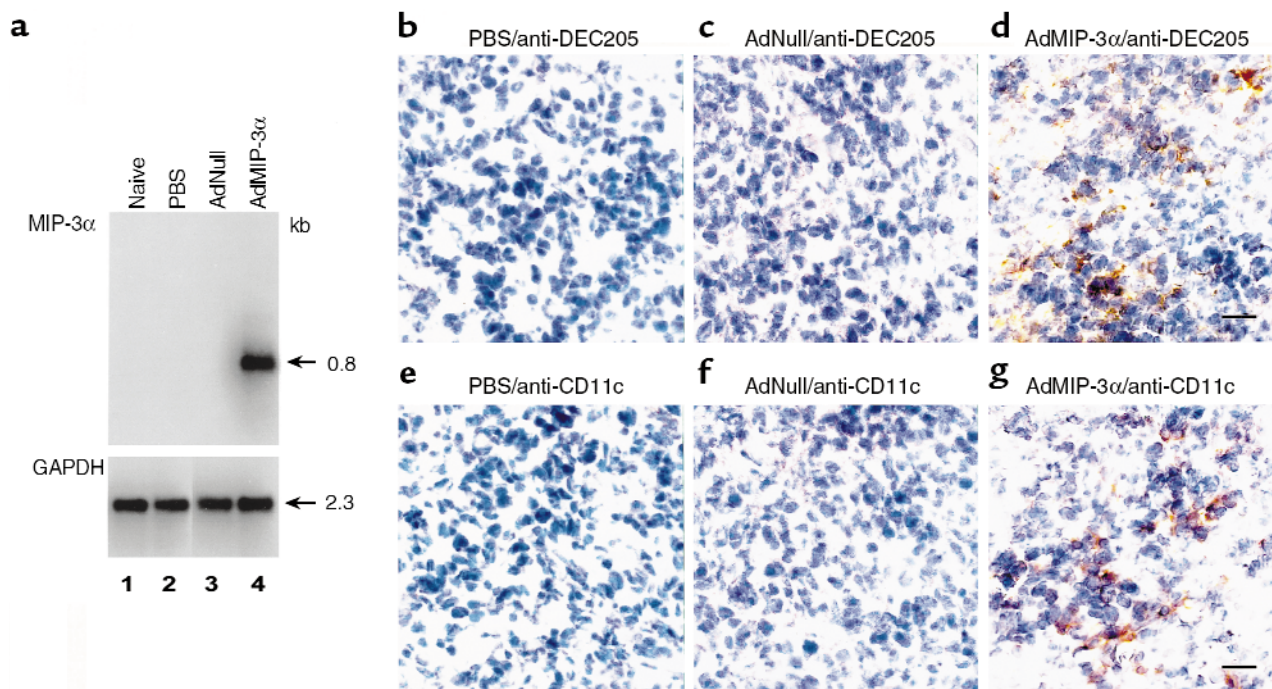 a
Naive
PBS
AdNull
AdMIP-3α
MIP-3α
kb
0.8
GAPDH
2.3
1 2 3 4
b
PBS/anti-DEC205
c
AdNull/anti-DEC205
d
AdMIP-3α/anti-DEC205
e
PBS/anti-CD11c
f
AdNull/anti-CD11c
g
AdMIP-3α/anti-CD11c